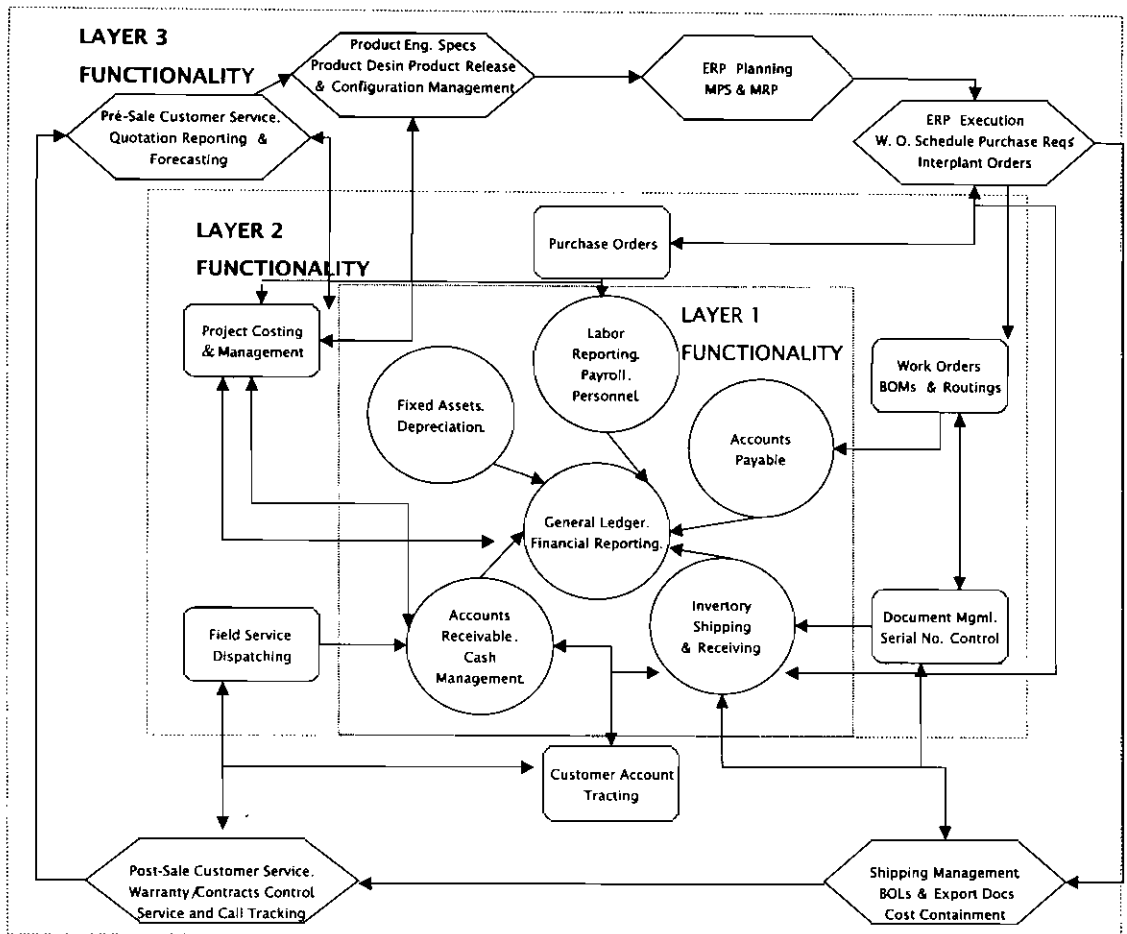 LAYER 3
FUNCTIONALITY
Product Eng. Specs
Product Desin Product Release
& Configuration Management.
ERP Planning
MPS & MRP
Pré-Sale Customer Service.
Quotation Reporting &
Forecasting
ERP Execution
W. O. Schedule Purchase Reqs'
Interplant Orders
LAYER 2
FUNCTIONALITY
Purchase Orders
Project Costing
& Management
LAYER 1
FUNCTIONALITY
Labor
Reporting.
Payroll.
Personnel.
Work Orders
BOMs & Routings
Fixed Assets.
Depreciation.
Accounts
Payable
General Ledger.
Financial Reporting.
Field Service
Dispatching
Accounts
Receivable.
Cash
Management.
Invertory
Shipping
& Receiving
Document Mgml.
Serial No. Control
Customer Account
Tracting
Post-Sale Customer Service.
Warranty/Contracts Control
Service and Call Tracking
Shipping Management
BOLs & Export Docs
Cost Containment